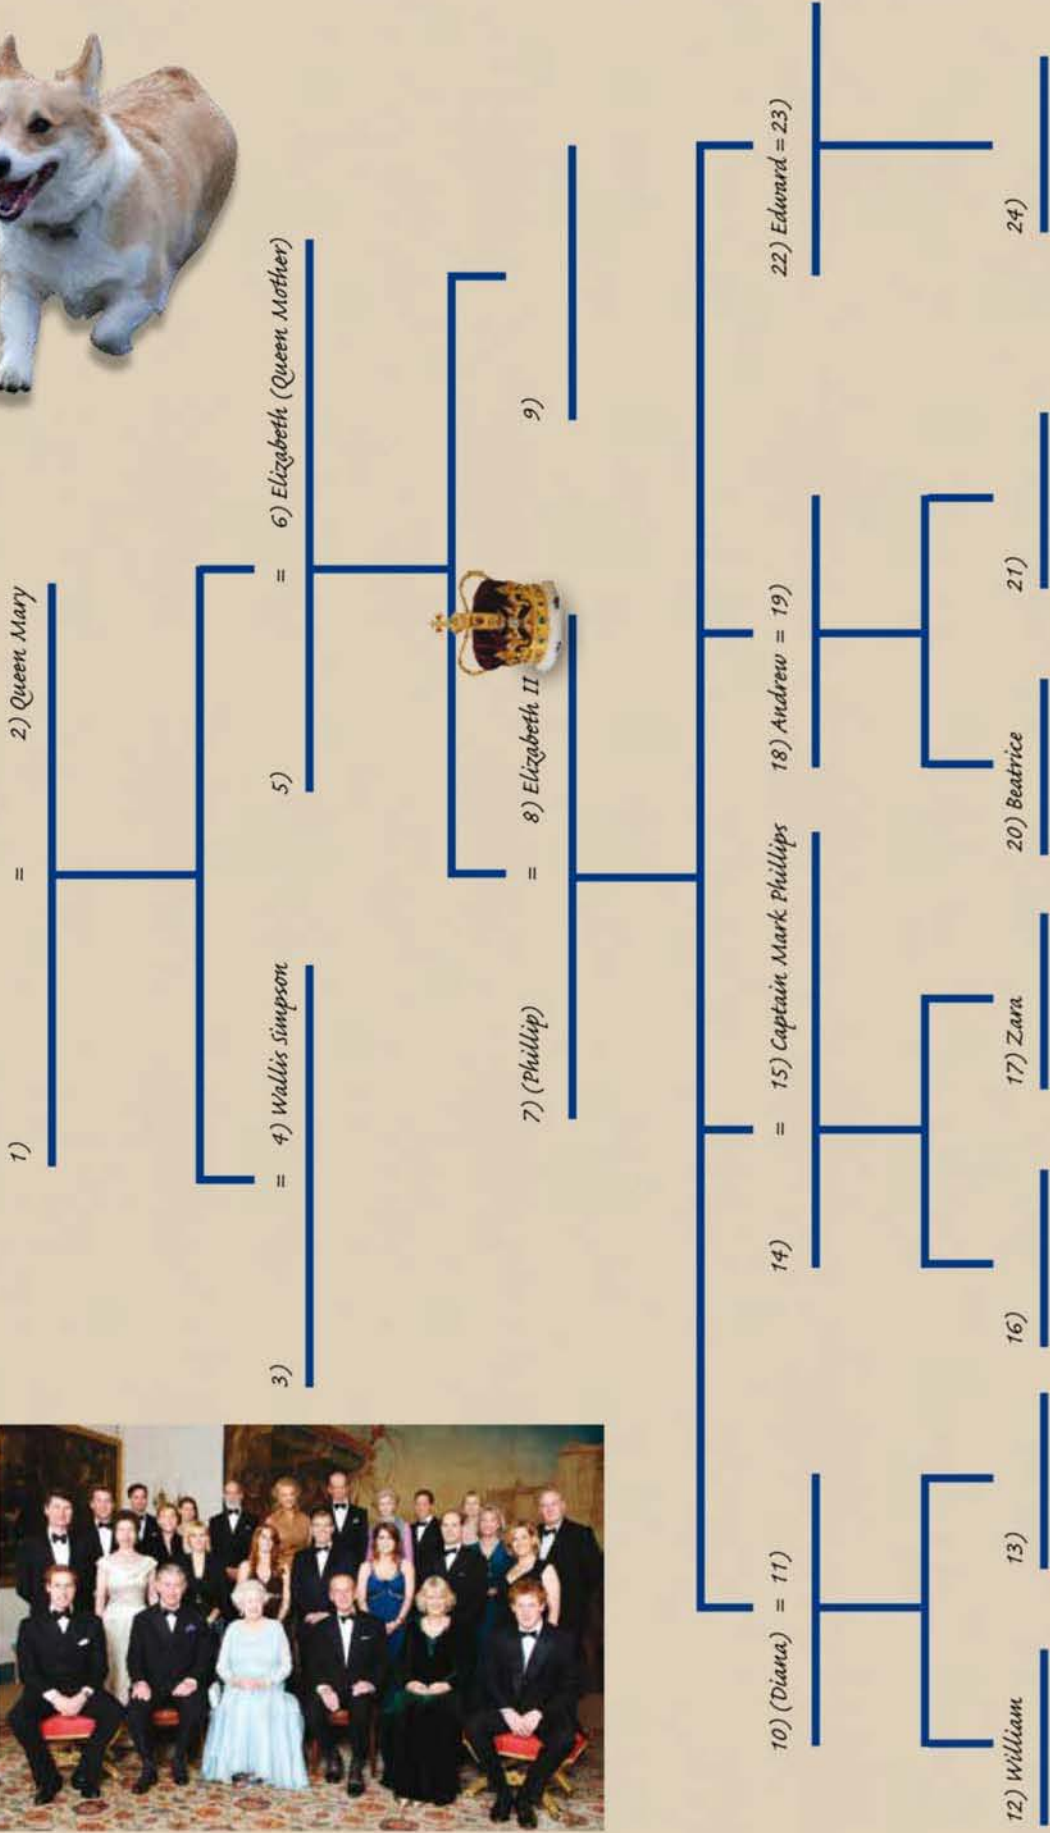 1) = 2) Queen Mary
3) = 4) Wallis Simpson 5) = 6) Elizabeth (Queen Mother)
7) (Phillip) = 8) Elizabeth II 9)
10) (Diana) = 11) 14) = 15) Captain Mark Phillips 18) Andrew = 19) 22) Edward = 23)
12) William 13) 16) 17) Zara 20) Beatrice 21) 24)